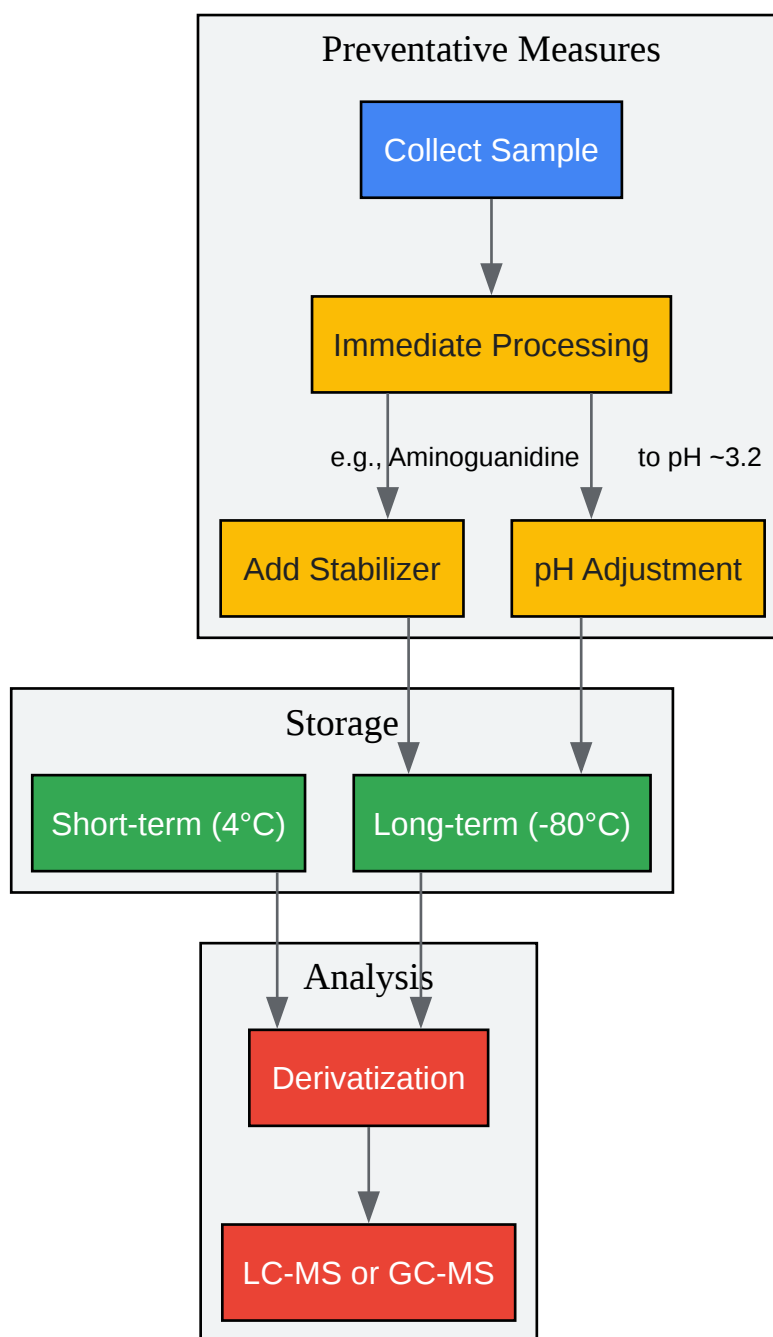 Preventative Measures
Collect Sample
Immediate Processing
e.g., Aminoguanidine
to pH ~3.2
Add Stabilizer
pH Adjustment
Storage
Short-term (4°C)
Long-term (-80°C)
Analysis
Derivatization
LC-MS or GC-MS